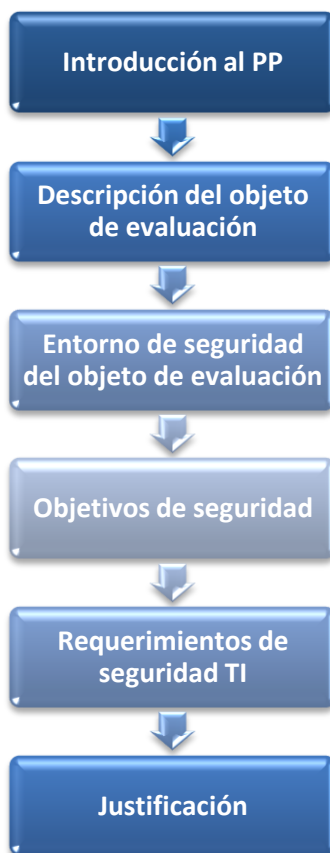 Introducción al PP
Descripción del objeto
de evaluación
Entorno de seguridad
del objeto de evaluación
Objetivos de seguridad
Requerimientos de
seguridad TI
Justificación